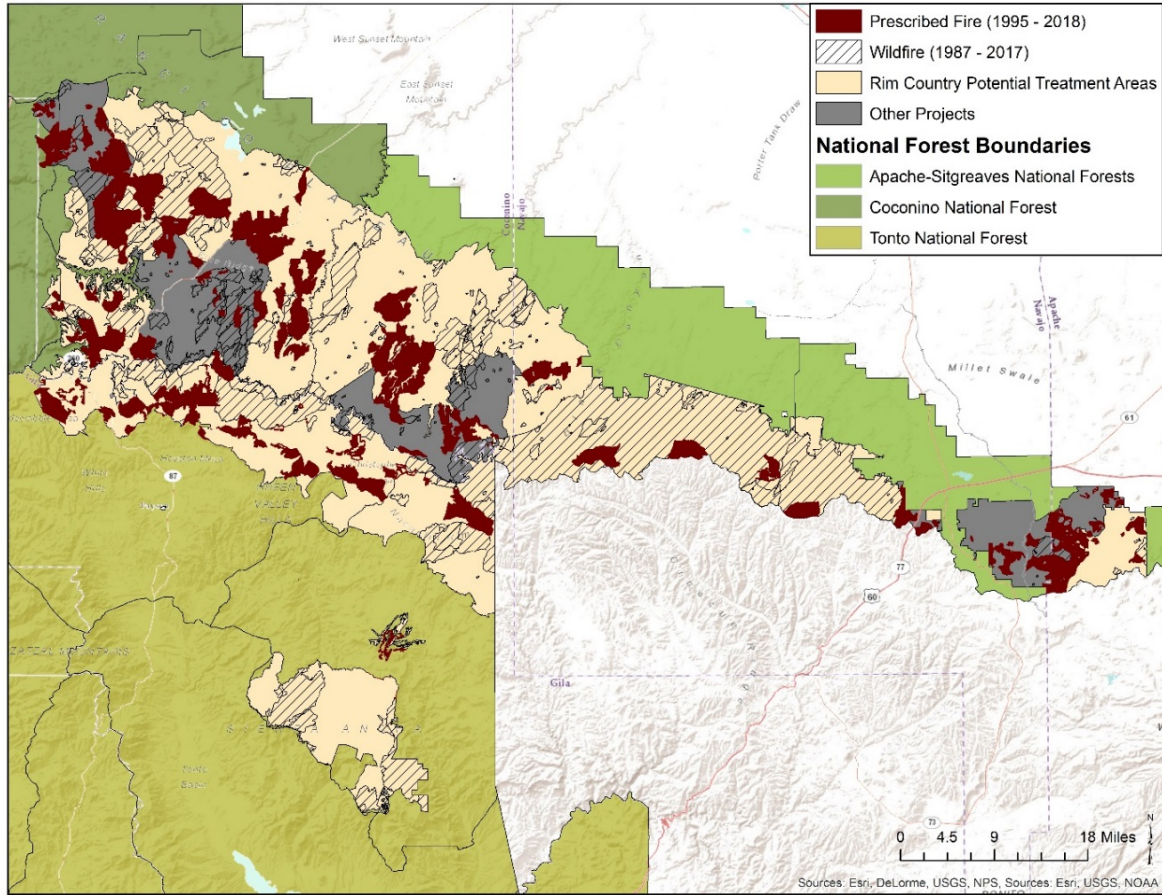 Prescribed Fire (1995 - 2018)
Wildfire (1987 - 2017)
Rim Country Potential Treatment Areas
Other Projects
National Forest Boundaries
Apache-Sitgreaves National Forests
Coconino National Forest
Tonto National Forest
West Sunset Mountain
East Sunset
Mountain
Porter Tank Draw
Coconino
Navajo
Apache
Navajo
Millet Swale
61
260
87
77
60
Gila
73
0 4.5 9 18 Miles
N
Sources: Esri, DeLorme, USGS, NPS, Sources: Esri, USGS, NOAA